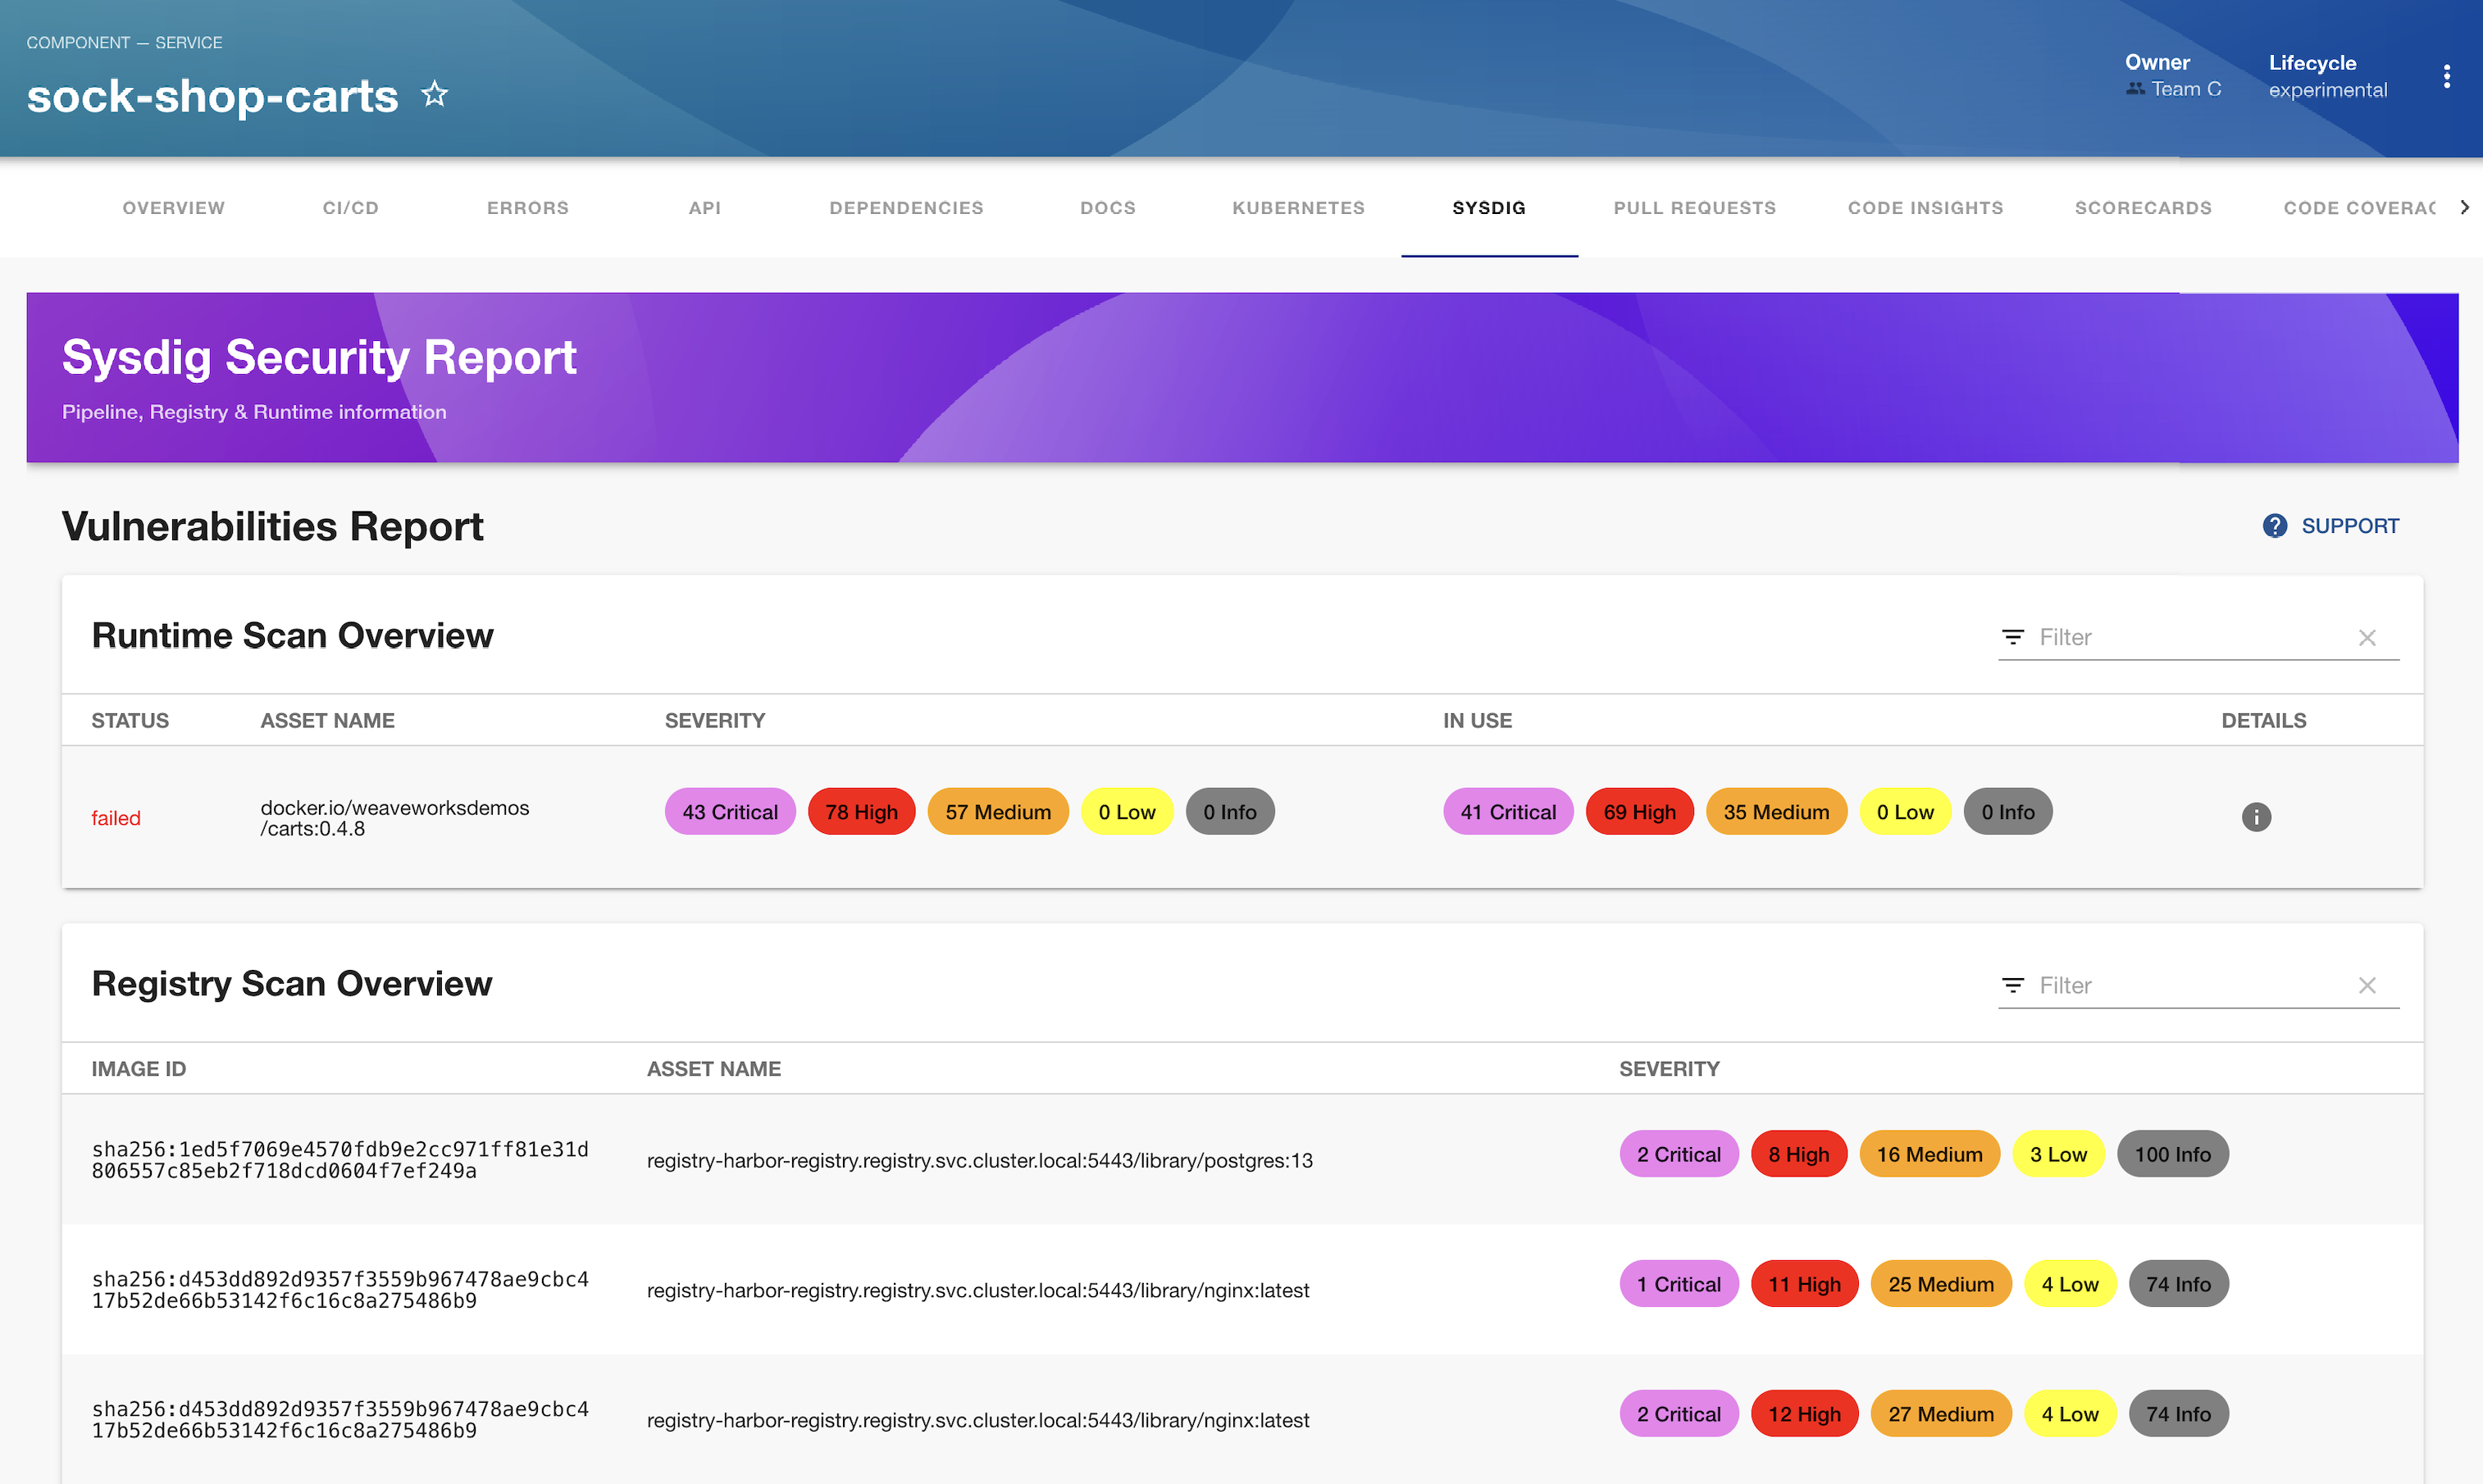 COMPONENT — SERVICE
sock-shop-carts
Owner
Team C
Lifecycle
experimental
OVERVIEW CI/CD ERRORS API DEPENDENCIES DOCS KUBERNETES SYSDIG PULL REQUESTS CODE INSIGHTS SCORECARDS CODE COVERAG
Sysdig Security Report
Pipeline, Registry & Runtime information
Vulnerabilities Report
SUPPORT
Runtime Scan Overview
Filter
STATUS ASSET NAME SEVERITY IN USE DETAILS
failed
docker.io/weaveworksdemos
/carts:0.4.8
43 Critical 78 High 57 Medium 0 Low 0 Info
41 Critical 69 High 35 Medium 0 Low 0 Info
Registry Scan Overview
Filter
IMAGE ID ASSET NAME SEVERITY
sha256:1ed5f7069e4570fdb9e2cc971ff81e31d
806557c85eb2f718dcd0604f7ef249a
registry-harbor-registry.registry.svc.cluster.local:5443/library/postgres:13
2 Critical 8 High 16 Medium 3 Low 100 Info
sha256:d453dd892d9357f3559b967478ae9cbc4
17b52de66b53142f6c16c8a275486b9
registry-harbor-registry.registry.svc.cluster.local:5443/library/nginx:latest
1 Critical 11 High 25 Medium 4 Low 74 Info
sha256:d453dd892d9357f3559b967478ae9cbc4
17b52de66b53142f6c16c8a275486b9
registry-harbor-registry.registry.svc.cluster.local:5443/library/nginx:latest
2 Critical 12 High 27 Medium 4 Low 74 Info